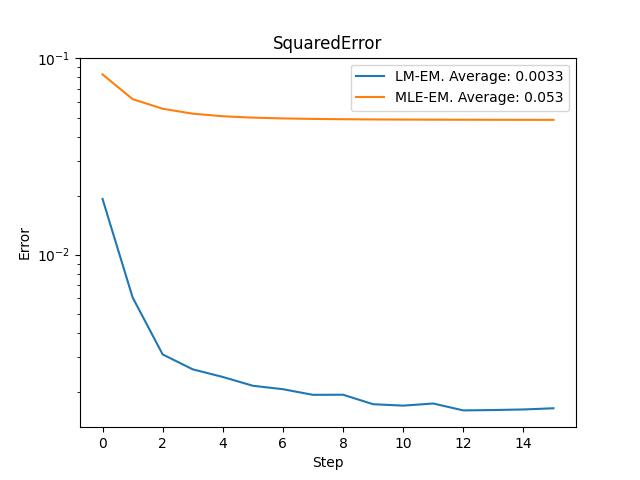 SquaredError
LM-EM. Average: 0.0033
MLE-EM. Average: 0.053
10⁻¹
10⁻²
Error
0 2 4 6 8 10 12 14
Step